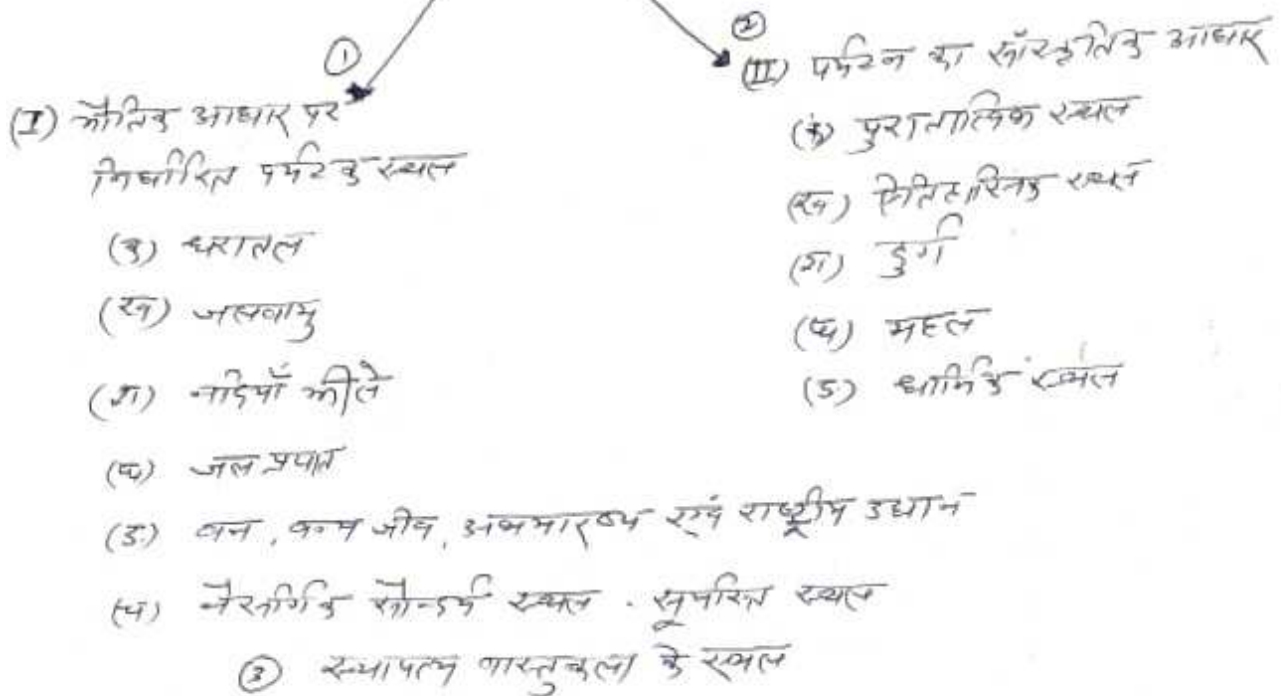 ①
(I) भौतिक आधार पर
निर्धारित पर्यटक स्थल
(क) धरातल
(ख) जलवायु
(ग) नदियाँ झीले
(घ) जल प्रपात
(ड.) वन, वन्य जीव, अभयारण्य एवं राष्ट्रीय उद्यान
(च) नैसर्गिक सौन्दर्य स्थल . सूर्यास्त स्थल
③ स्थापत्य वास्तुकला के स्थल
②
(II) पर्यटन का साँस्कृतिक आधार
(क) पुरातात्विक स्थल
(ख) ऐतिहासिक स्थल
(ग) दुर्ग
(घ) महल
(ड) धार्मिक स्थल